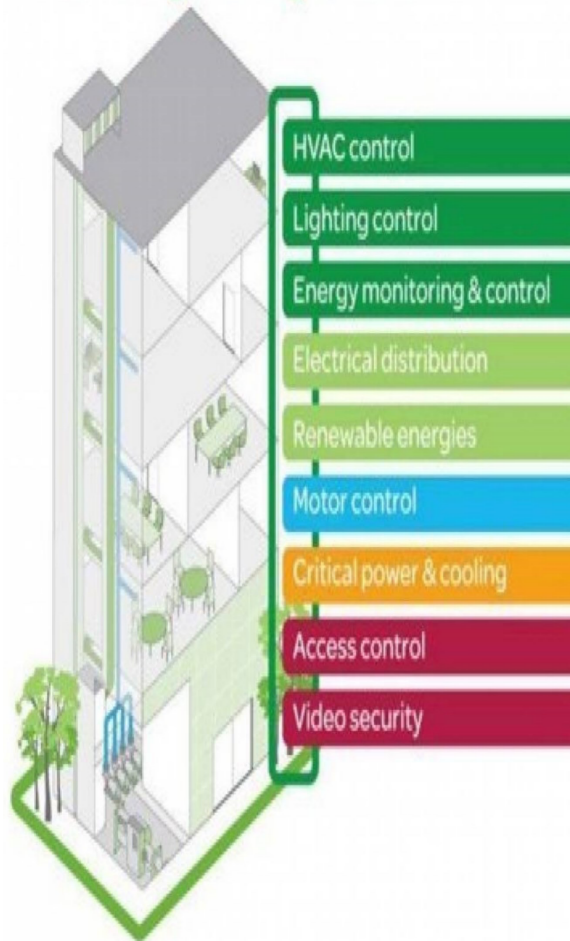 HVAC control
Lighting control
Energy monitoring & control
Electrical distribution
Renewable energies
Motor control
Critical power & cooling
Access control
Video security